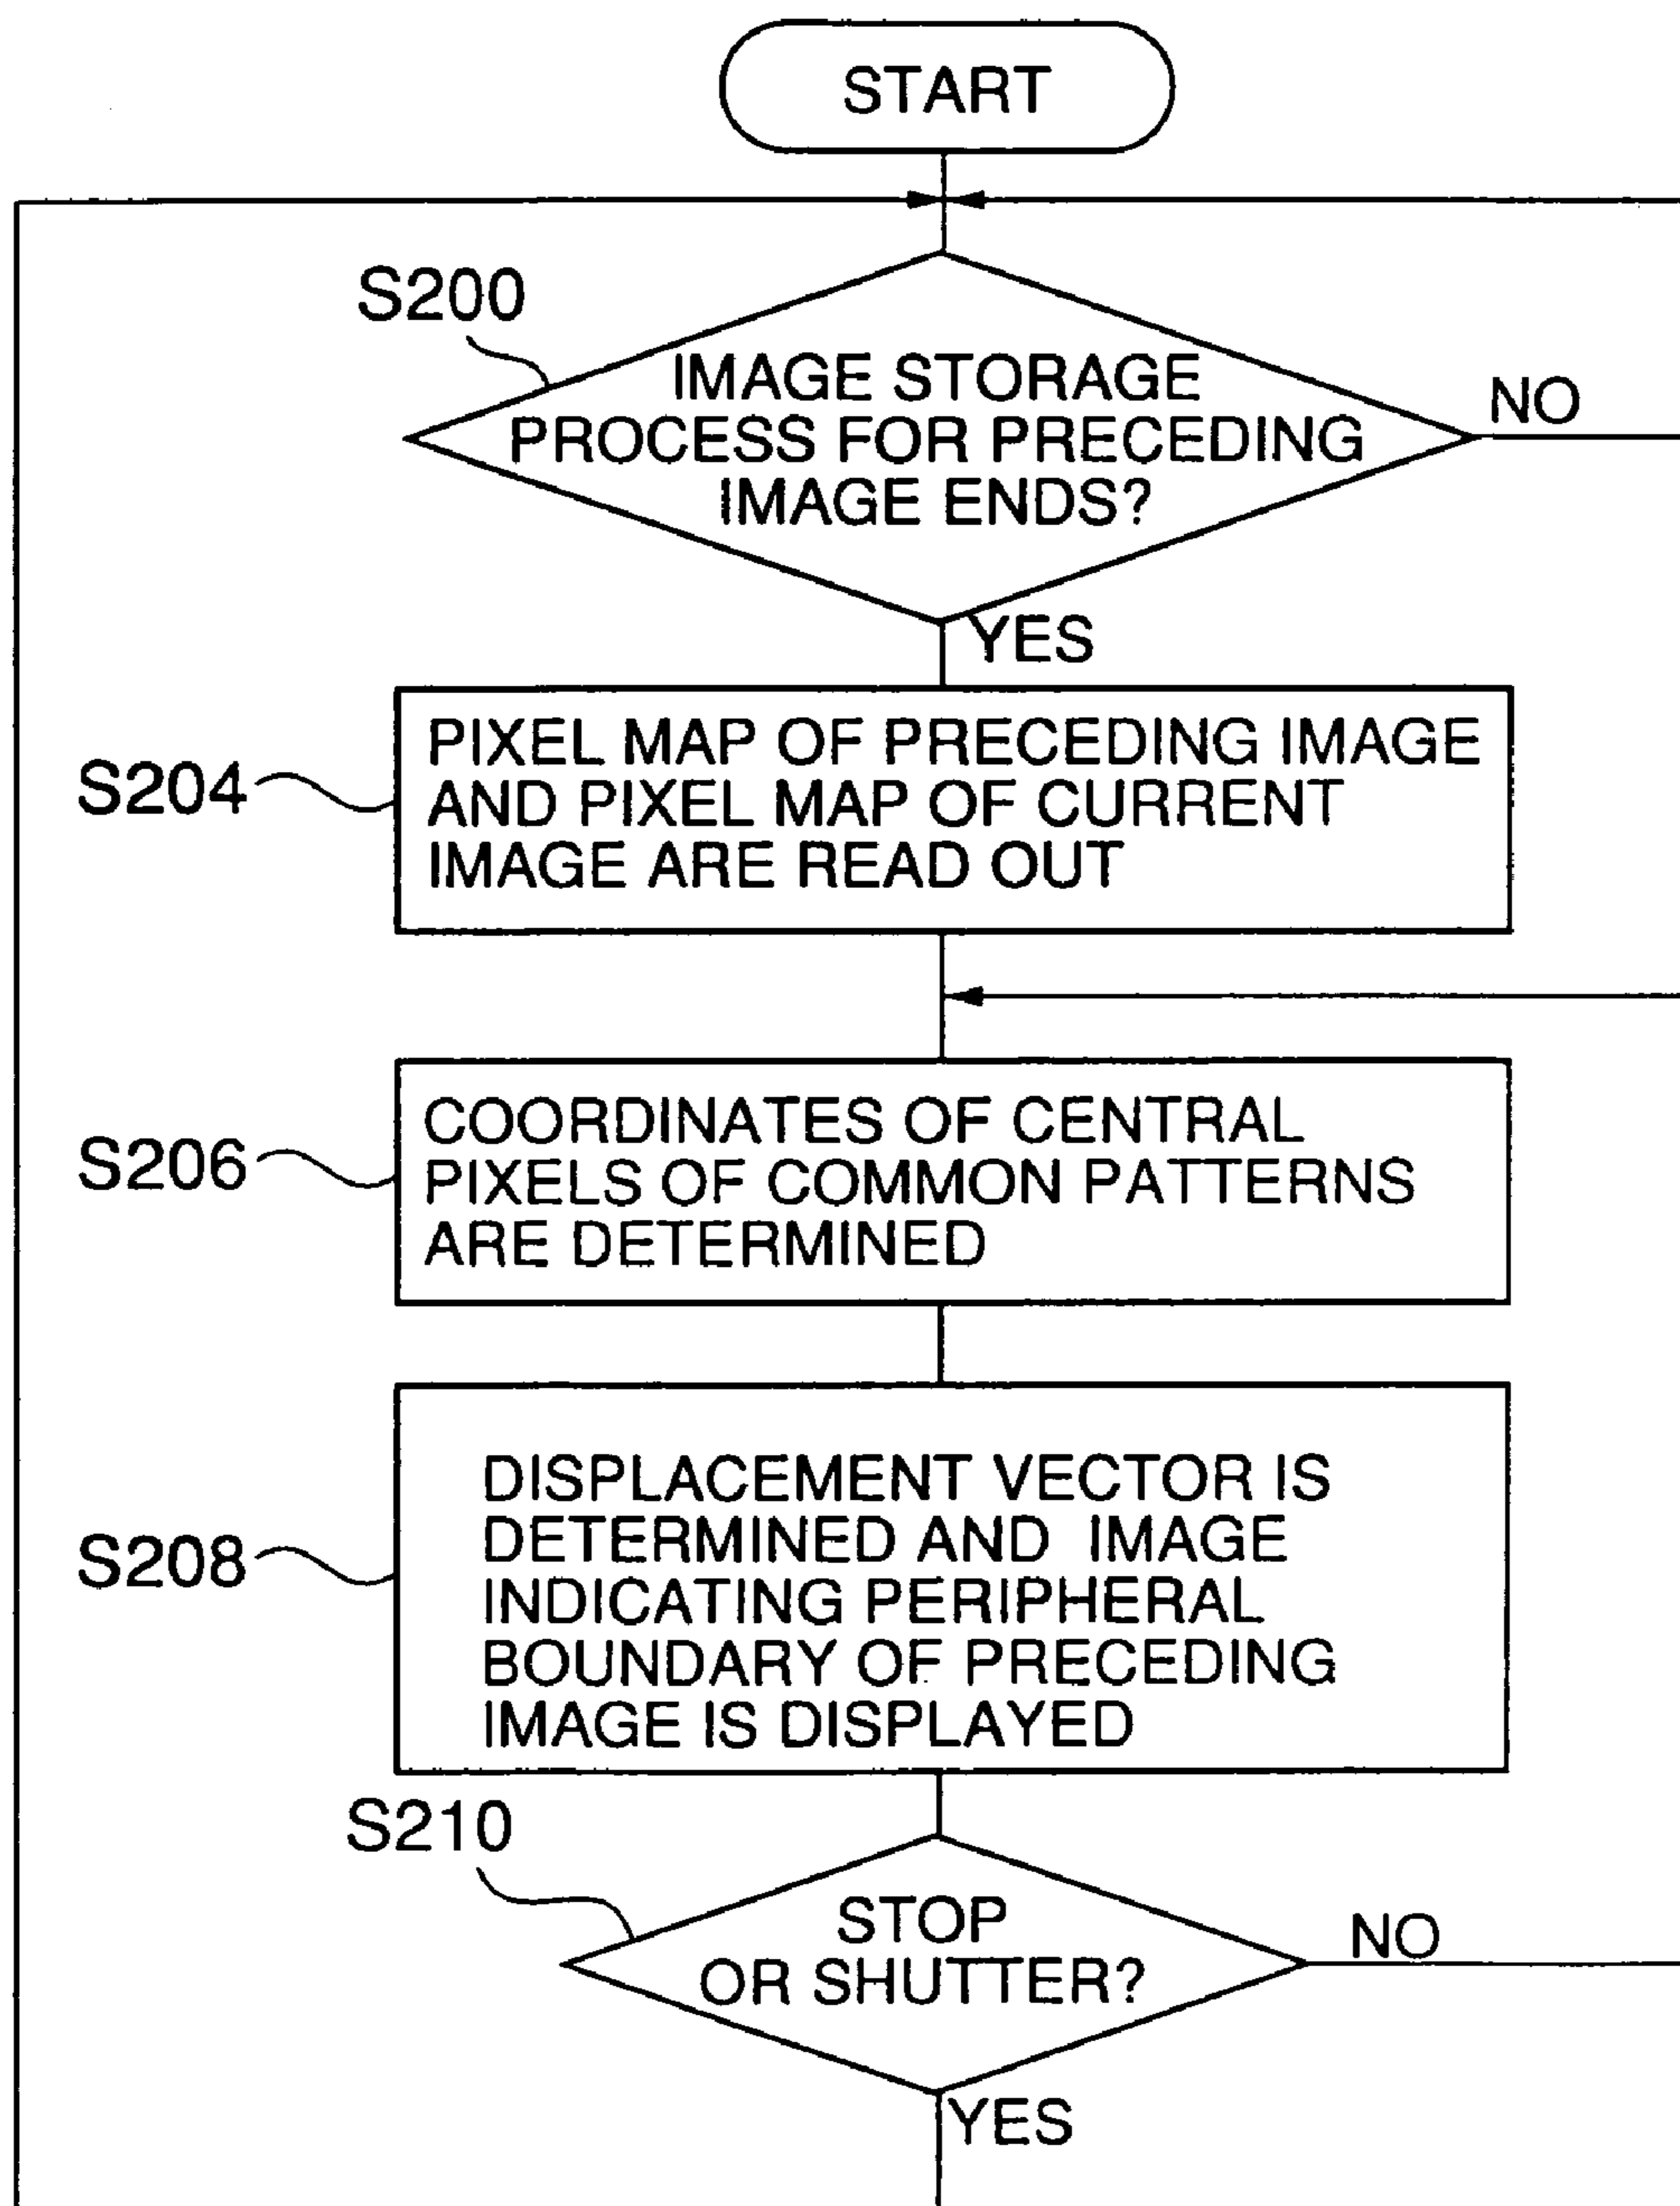 START
S200
IMAGE STORAGE
PROCESS FOR PRECEDING
IMAGE ENDS?
NO
YES
S204
PIXEL MAP OF PRECEDING IMAGE
AND PIXEL MAP OF CURRENT
IMAGE ARE READ OUT
S206
COORDINATES OF CENTRAL
PIXELS OF COMMON PATTERNS
ARE DETERMINED
S208
DISPLACEMENT VECTOR IS
DETERMINED AND IMAGE
INDICATING PERIPHERAL
BOUNDARY OF PRECEDING
IMAGE IS DISPLAYED
S210
STOP
OR SHUTTER?
NO
YES